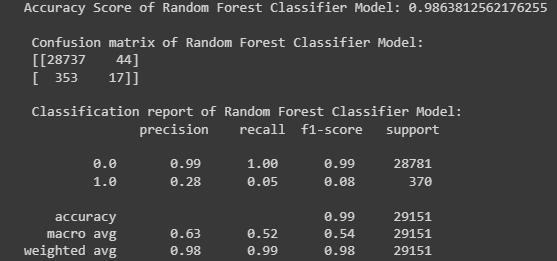 Accuracy Score of Random Forest Classifier Model: 0.9863812562176255
Confusion matrix of Random Forest Classifier Model:
[[28737    44]
[  353    17]]
Classification report of Random Forest Classifier Model:
precision    recall  f1-score   support
0.0       0.99      1.00      0.99     28781
1.0       0.28      0.05      0.08       370
accuracy                           0.99     29151
macro avg       0.63      0.52      0.54     29151
weighted avg       0.98      0.99      0.98     29151